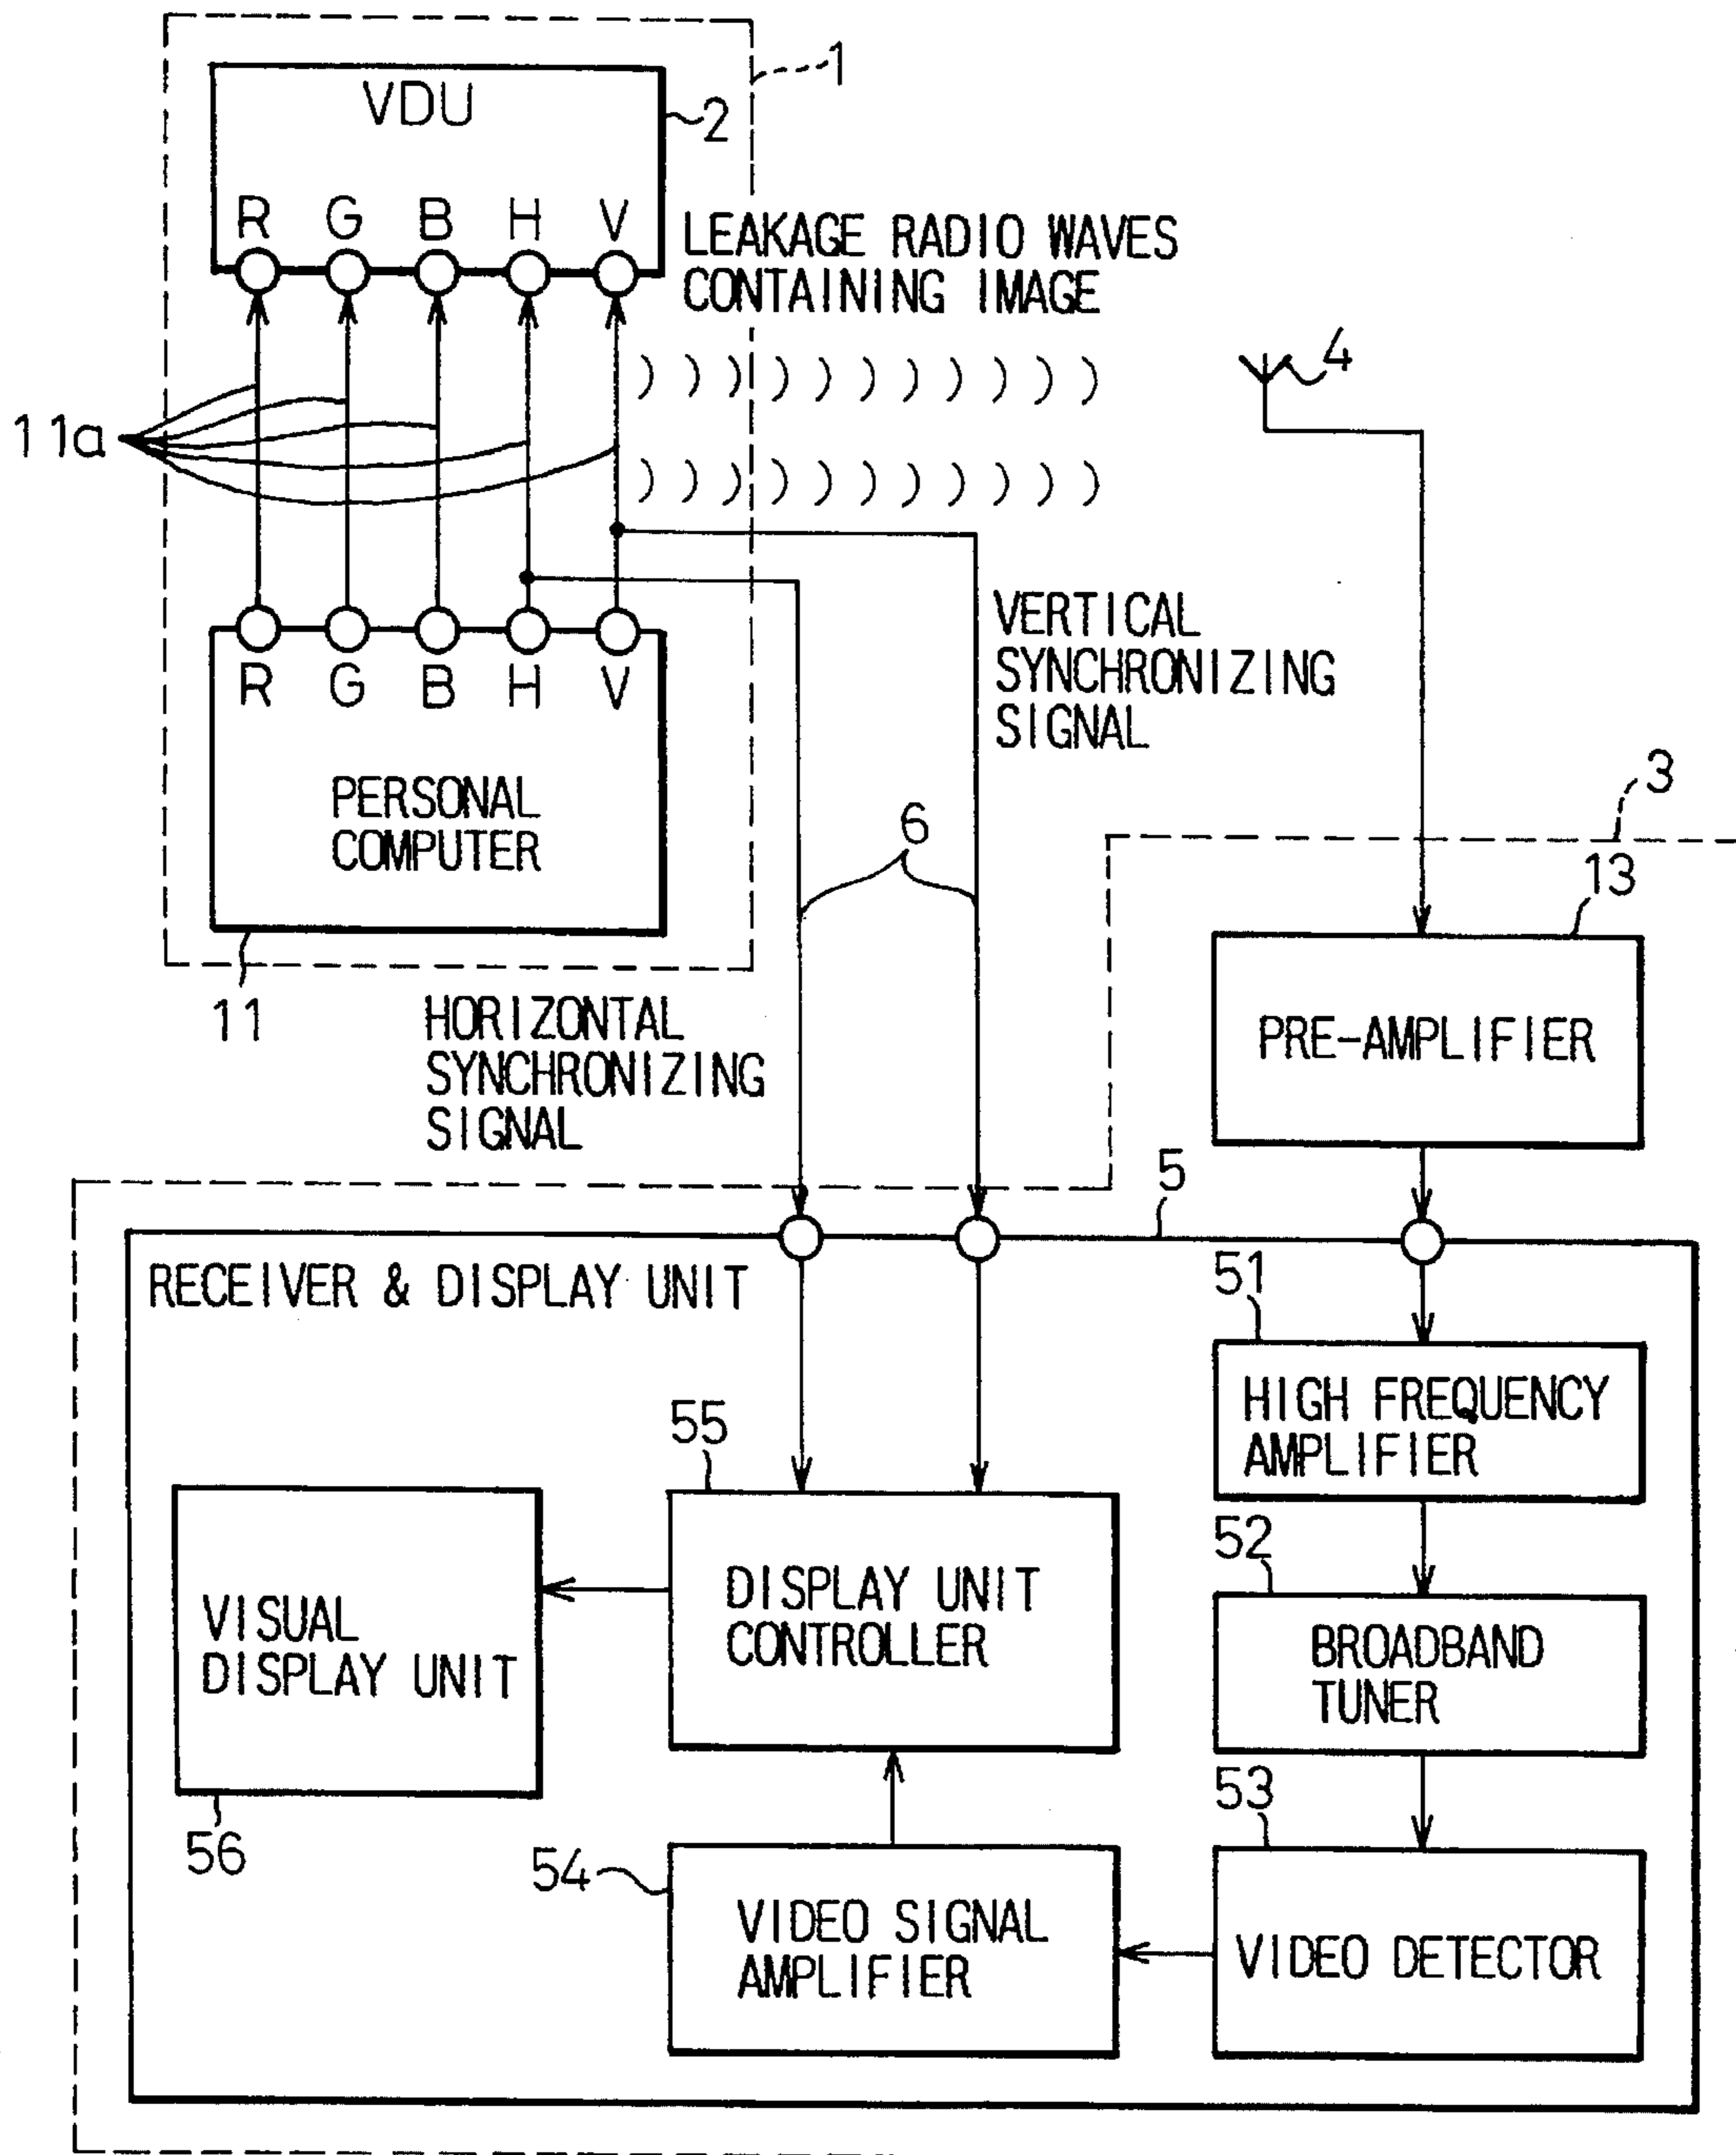 1
VDU
2
R G B H V
LEAKAGE RADIO WAVES
CONTAINING IMAGE
4
11a
R G B H V
VERTICAL
SYNCHRONIZING
SIGNAL
PERSONAL
COMPUTER
6
3
13
11
HORIZONTAL
SYNCHRONIZING
SIGNAL
PRE-AMPLIFIER
5
RECEIVER & DISPLAY UNIT
51
HIGH FREQUENCY
AMPLIFIER
55
52
VISUAL
DISPLAY UNIT
DISPLAY UNIT
CONTROLLER
BROADBAND
TUNER
56
53
54
VIDEO SIGNAL
AMPLIFIER
VIDEO DETECTOR